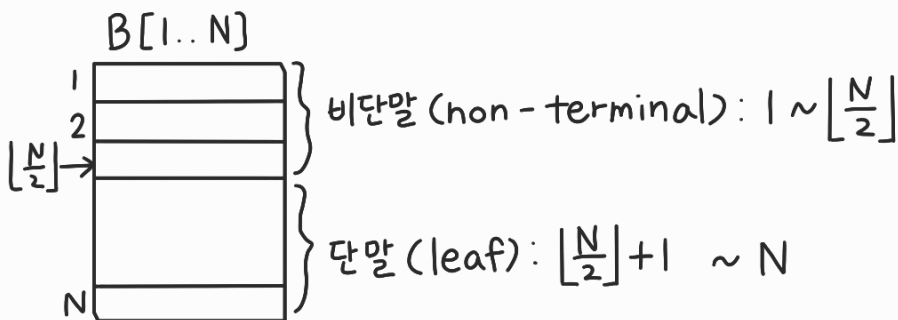 B[1..N]
1
비단말 (non-terminal): 1 ~ ⌊N/2⌋
2
⌊N/2⌋→
단말 (leaf): ⌊N/2⌋+1 ~ N
N